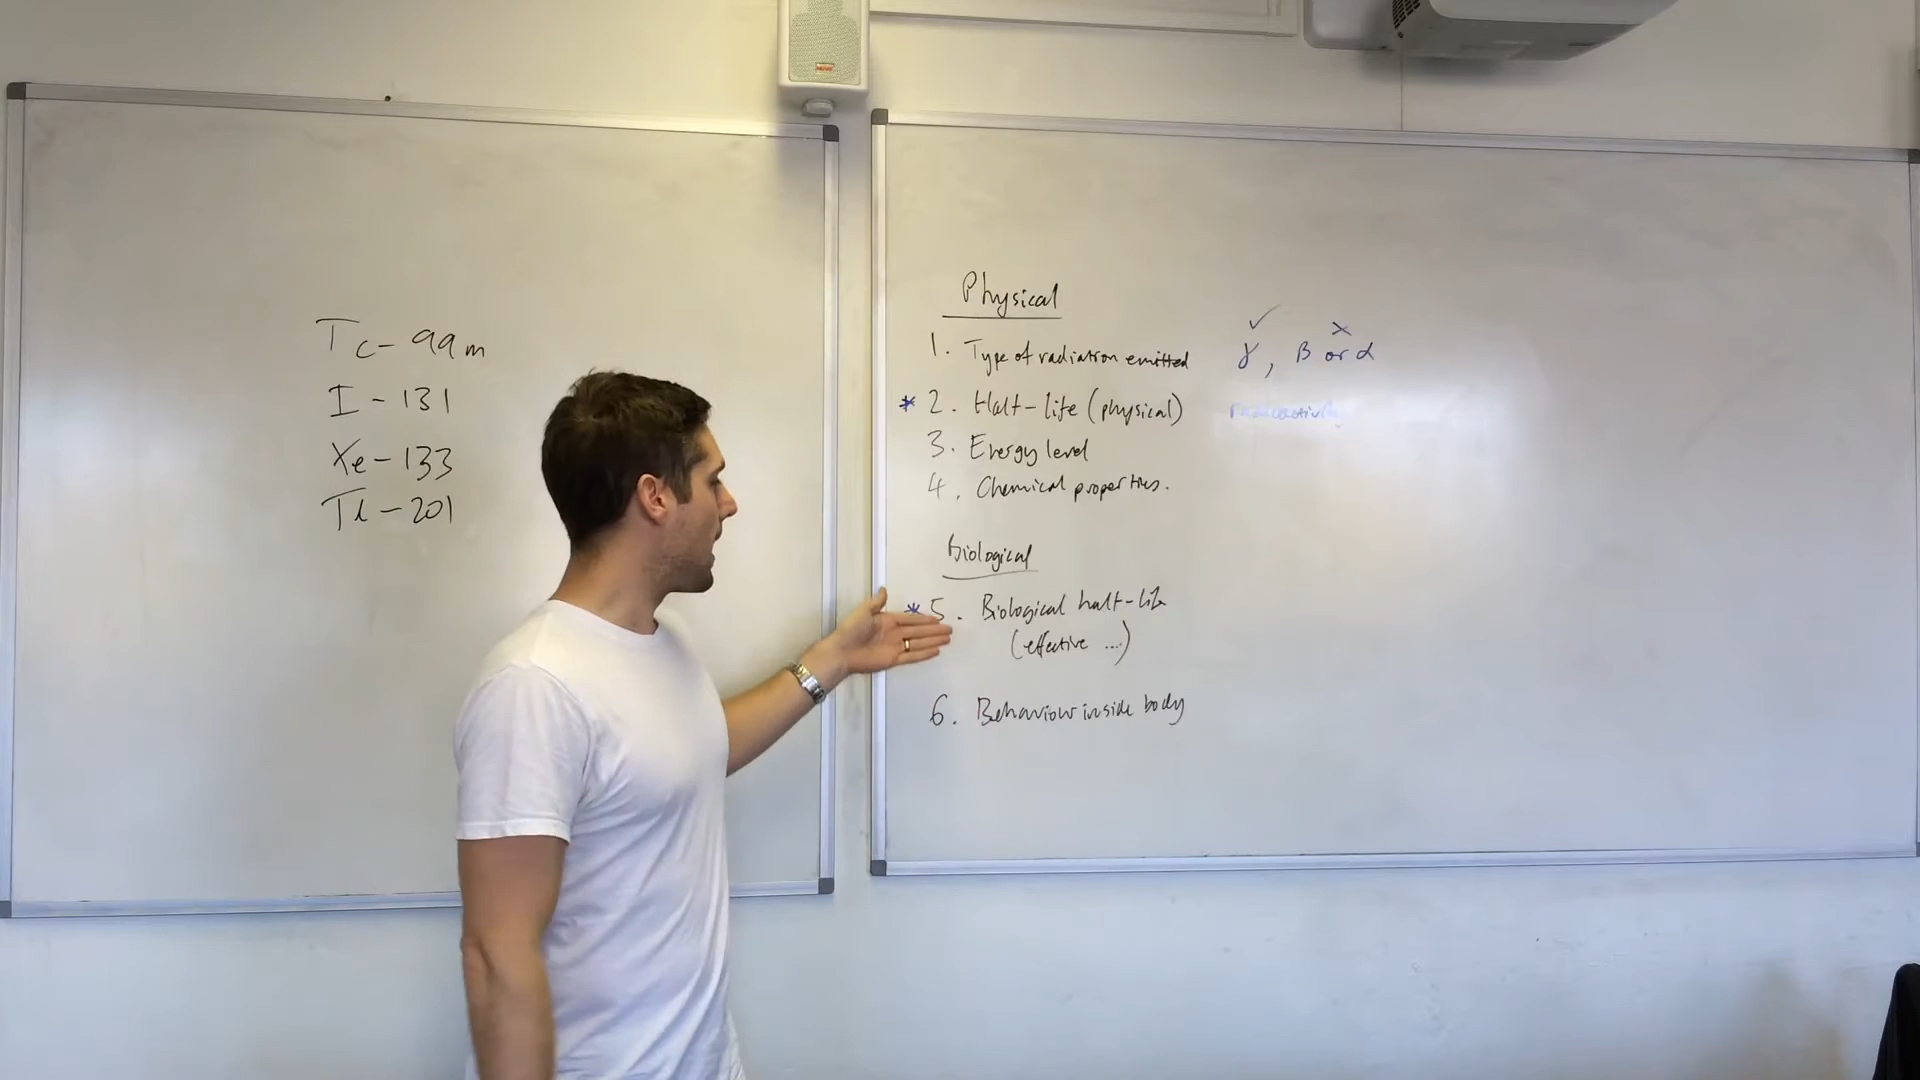 Tc-99m
I-131
Xe-133
Tl-201
Physical
1. Type of radiation emitted γ, β or α
* 2. Half-life (physical) radioactivity
3. Energy level
4. Chemical properties.
Biological
* 5. Biological half-life
(effective ....)
6. Behaviour inside body